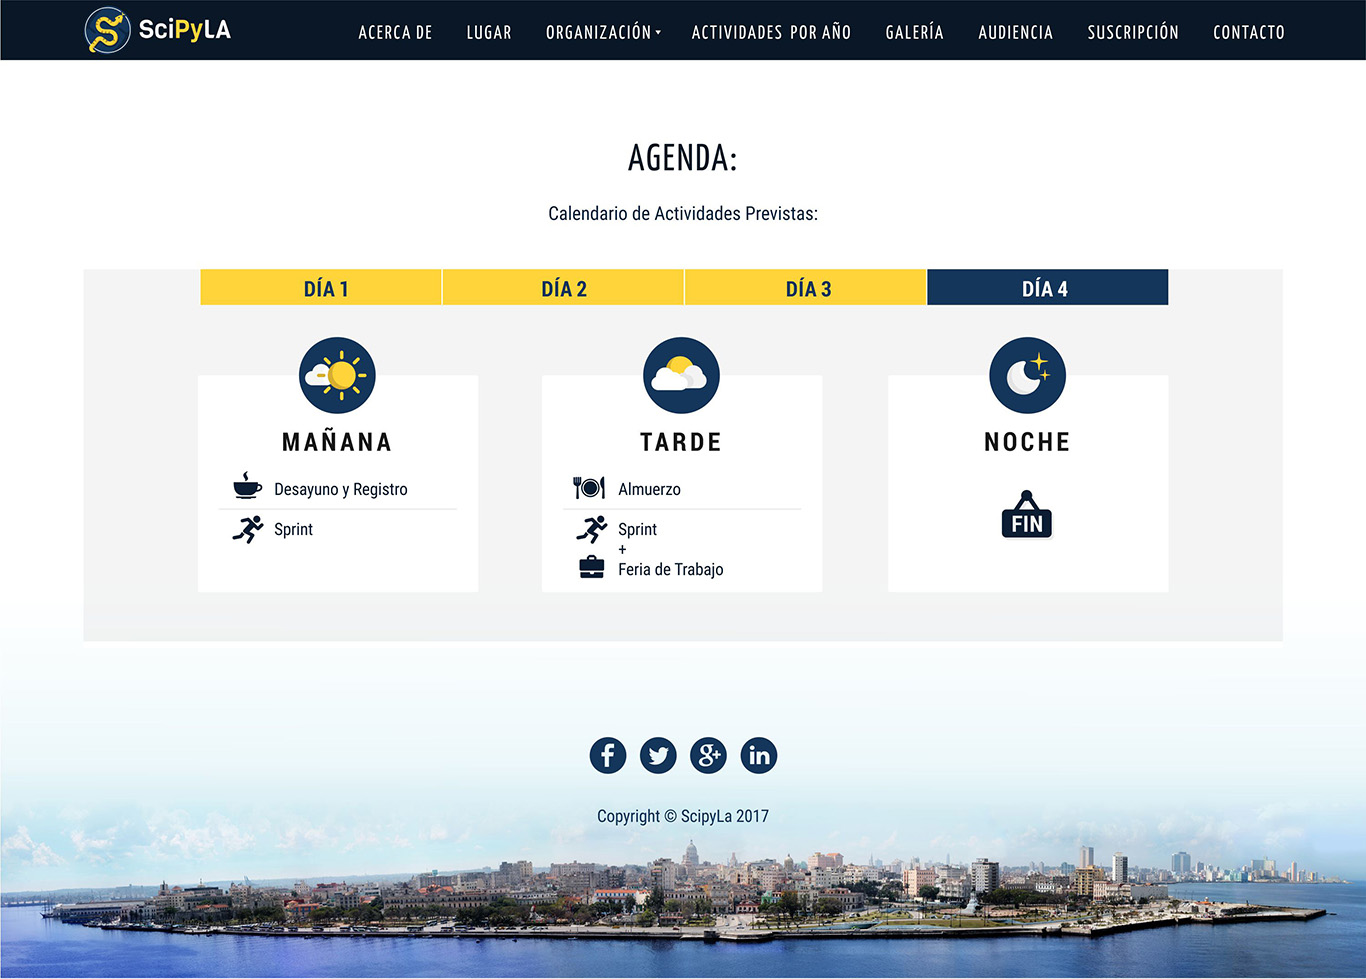 SciPyLA
ACERCA DE LUGAR ORGANIZACIÓN ACTIVIDADES POR AÑO GALERÍA AUDIENCIA SUSCRIPCIÓN CONTACTO
AGENDA:
Calendario de Actividades Previstas:
DÍA 1 DÍA 2 DÍA 3 DÍA 4
MAÑANA
Desayuno y Registro
Sprint
TARDE
Almuerzo
Sprint
+
Feria de Trabajo
NOCHE
FIN
f g+ in
Copyright © ScipyLa 2017